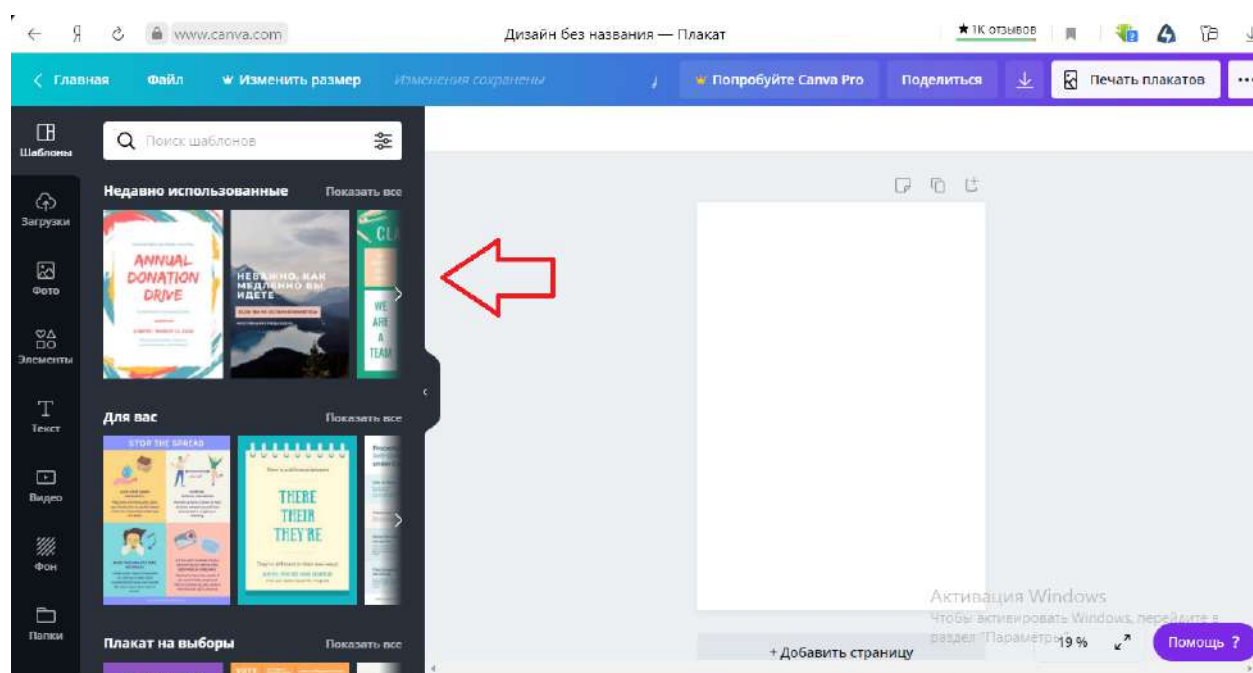 Я www.canva.com Дизайн без названия — Плакат ★ 1К отзывов
Главная Файл Изменить размер Изменения сохранены Попробуйте Canva Pro Поделиться Печать плакатов
Шаблоны
Загрузки
Фото
Элементы
Текст
Видео
Фон
Папки
Поиск шаблонов
Недавно использованные Показать все
ANNUAL
DONATION
DRIVE
НЕВАЖНО, КАК
МЕДЛЕННО ВЫ
ИДЕТЕ
WE
ARE
A
TEAM
Для вас Показать все
STOP THE SPREAD
THERE
THEIR
THEY'RE
Плакат на выборы Показать все
+ Добавить страницу
Активация Windows
Чтобы активировать Windows, перейдите в
раздел "Параметры
19 %
Помощь ?